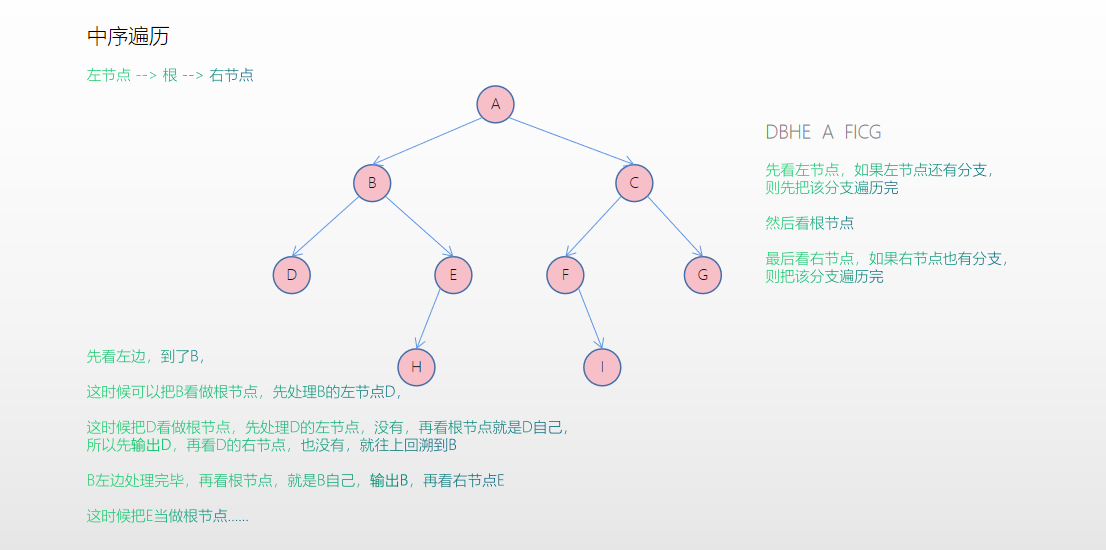 中序遍历
左节点 --> 根 --> 右节点
A
DBHE A FICG
先看左节点，如果左节点还有分支，
则先把该分支遍历完
B
C
然后看根节点
最后看右节点，如果右节点也有分支，
则把该分支遍历完
D
E
F
G
先看左边，到了B，
H
I
这时候可以把B看做根节点，先处理B的左节点D，
这时候把D看做根节点，先处理D的左节点，没有，再看根节点就是D自己，
所以先输出D，再看D的右节点，也没有，就往上回溯到B
B左边处理完毕，再看根节点，就是B自己，输出B，再看右节点E
这时候把E当做根节点......